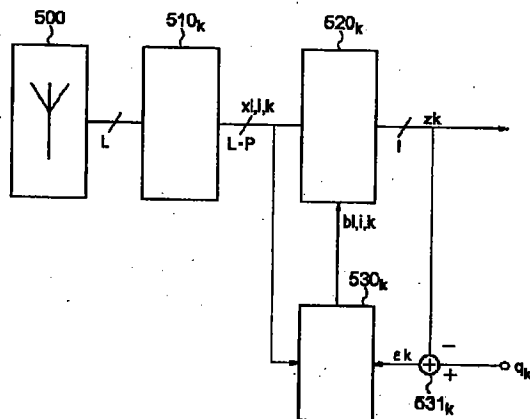 500
510k
520k
xl,i,k
zk
L
L·P
I
bl,i,k
530k
εk
−
+
qk
531k